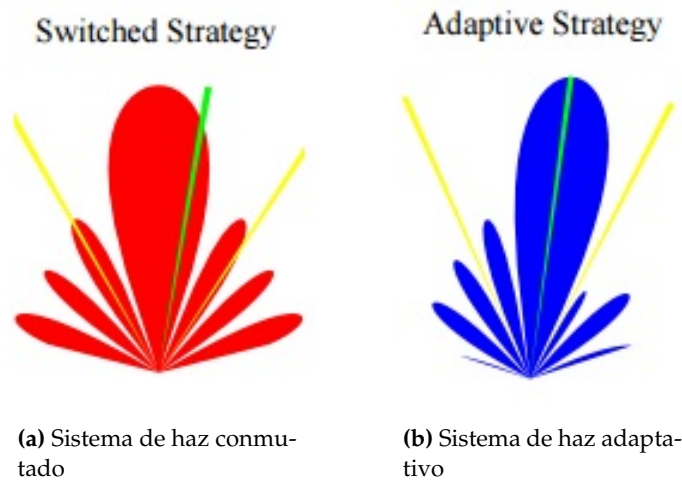 Switched Strategy
Adaptive Strategy
(a) Sistema de haz conmu-
tado
(b) Sistema de haz adapta-
tivo